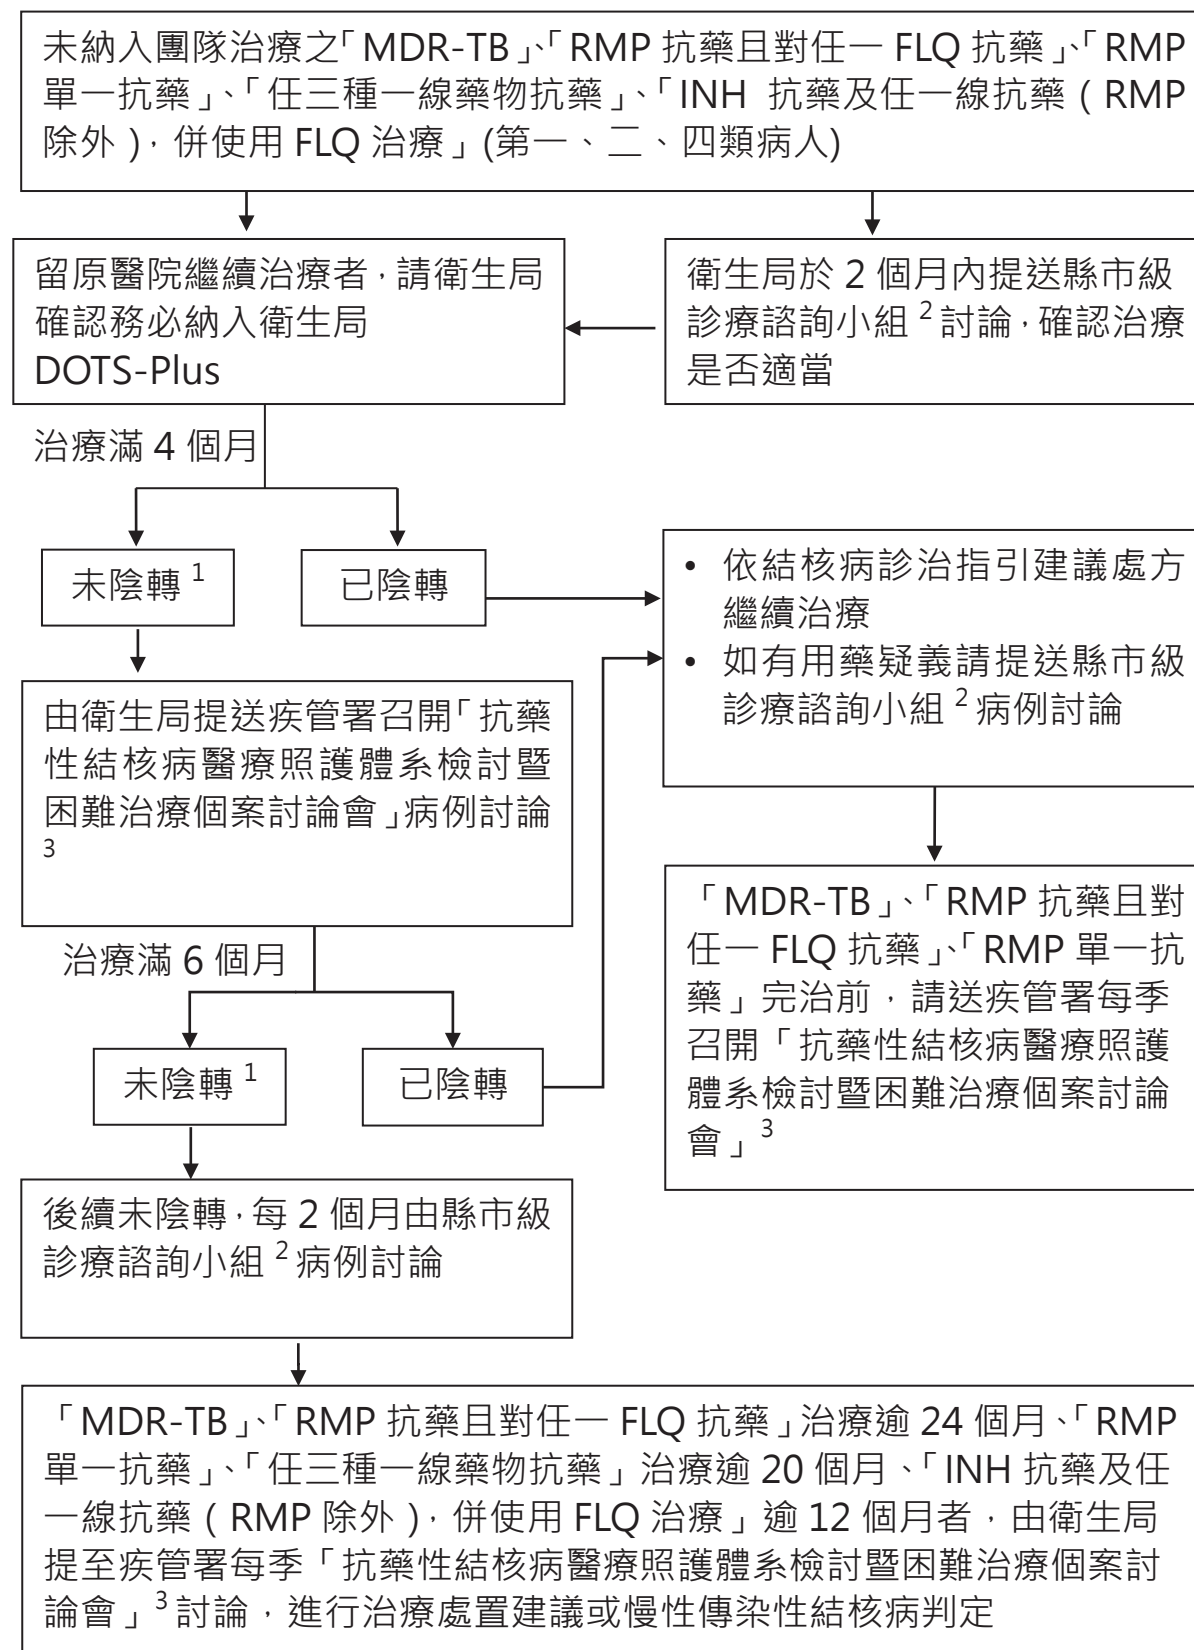 未納入團隊治療之「MDR-TB」、「RMP 抗藥且對任一 FLQ 抗藥」、「RMP
單一抗藥」、「任三種一線藥物抗藥」、「INH 抗藥及任一線抗藥（RMP
除外），併使用 FLQ 治療」(第一、二、四類病人)
留原醫院繼續治療者，請衛生局
確認務必納入衛生局
DOTS-Plus
衛生局於 2 個月內提送縣市級
診療諮詢小組 2 討論，確認治療
是否適當
治療滿 4 個月
未陰轉 1
已陰轉
• 依結核病診治指引建議處方
繼續治療
• 如有用藥疑義請提送縣市級
診療諮詢小組 2 病例討論
由衛生局提送疾管署召開「抗藥
性結核病醫療照護體系檢討暨
困難治療個案討論會」病例討論
3
治療滿 6 個月
未陰轉 1
已陰轉
「MDR-TB」、「RMP 抗藥且對
任一 FLQ 抗藥」、「RMP 單一抗
藥」完治前，請送疾管署每季
召開「抗藥性結核病醫療照護
體系檢討暨困難治療個案討論
會」3
後續未陰轉，每 2 個月由縣市級
診療諮詢小組 2 病例討論
「MDR-TB」、「RMP 抗藥且對任一 FLQ 抗藥」治療逾 24 個月、「RMP
單一抗藥」、「任三種一線藥物抗藥」治療逾 20 個月、「INH 抗藥及任
一線抗藥（RMP 除外），併使用 FLQ 治療」逾 12 個月者，由衛生局
提至疾管署每季「抗藥性結核病醫療照護體系檢討暨困難治療個案討
論會」3 討論，進行治療處置建議或慢性傳染性結核病判定